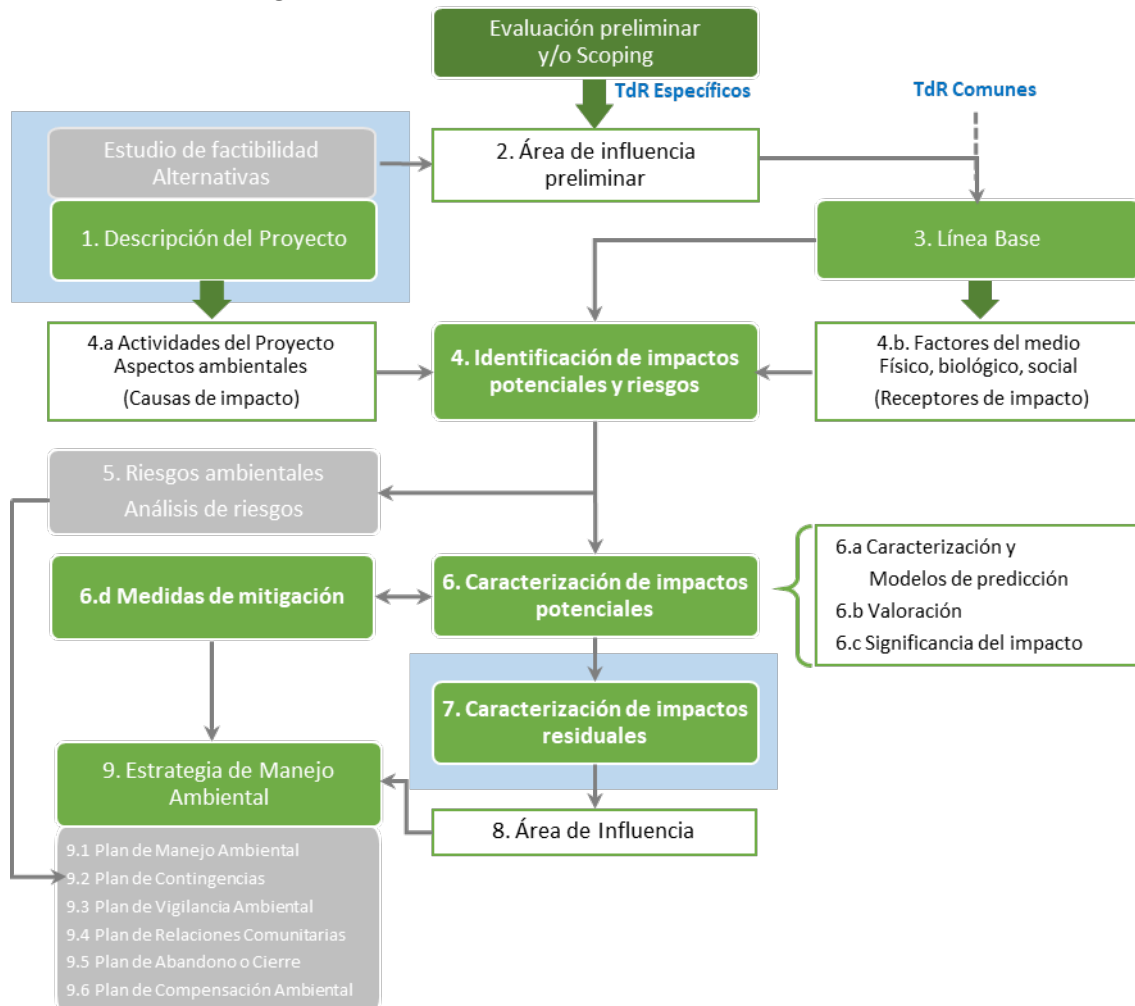 Evaluación preliminar
y/o Scoping
TdR Específicos
TdR Comunes
Estudio de factibilidad
Alternativas
2. Área de influencia
preliminar
1. Descripción del Proyecto
3. Línea Base
4.a Actividades del Proyecto
Aspectos ambientales
(Causas de impacto)
4. Identificación de impactos
potenciales y riesgos
4.b. Factores del medio
Físico, biológico, social
(Receptores de impacto)
5. Riesgos ambientales
Análisis de riesgos
6.d Medidas de mitigación
6. Caracterización de impactos
potenciales
6.a Caracterización y
Modelos de predicción
6.b Valoración
6.c Significancia del impacto
7. Caracterización de impactos
residuales
9. Estrategia de Manejo
Ambiental
8. Área de Influencia
9.1 Plan de Manejo Ambiental
9.2 Plan de Contingencias
9.3 Plan de Vigilancia Ambiental
9.4 Plan de Relaciones Comunitarias
9.5 Plan de Abandono o Cierre
9.6 Plan de Compensación Ambiental